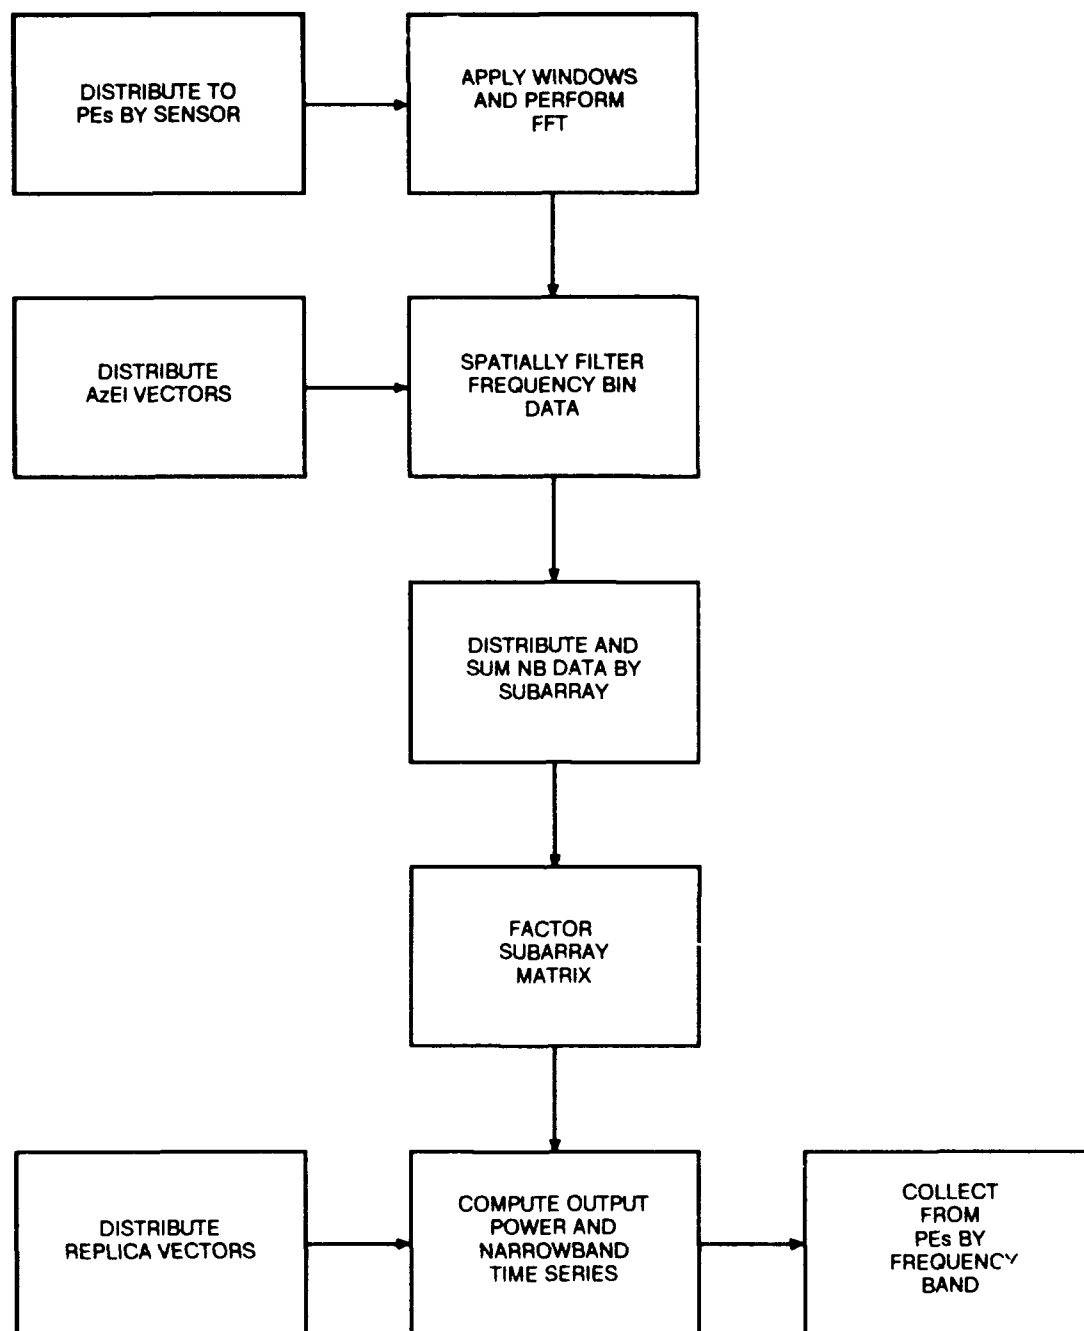 DISTRIBUTE TO
PEs BY SENSOR
APPLY WINDOWS
AND PERFORM
FFT
DISTRIBUTE
AzEl VECTORS
SPATIALLY FILTER
FREQUENCY BIN
DATA
DISTRIBUTE AND
SUM NB DATA BY
SUBARRAY
FACTOR
SUBARRAY
MATRIX
DISTRIBUTE
REPLICA VECTORS
COMPUTE OUTPUT
POWER AND
NARROWBAND
TIME SERIES
COLLECT
FROM
PEs BY
FREQUENCY
BAND